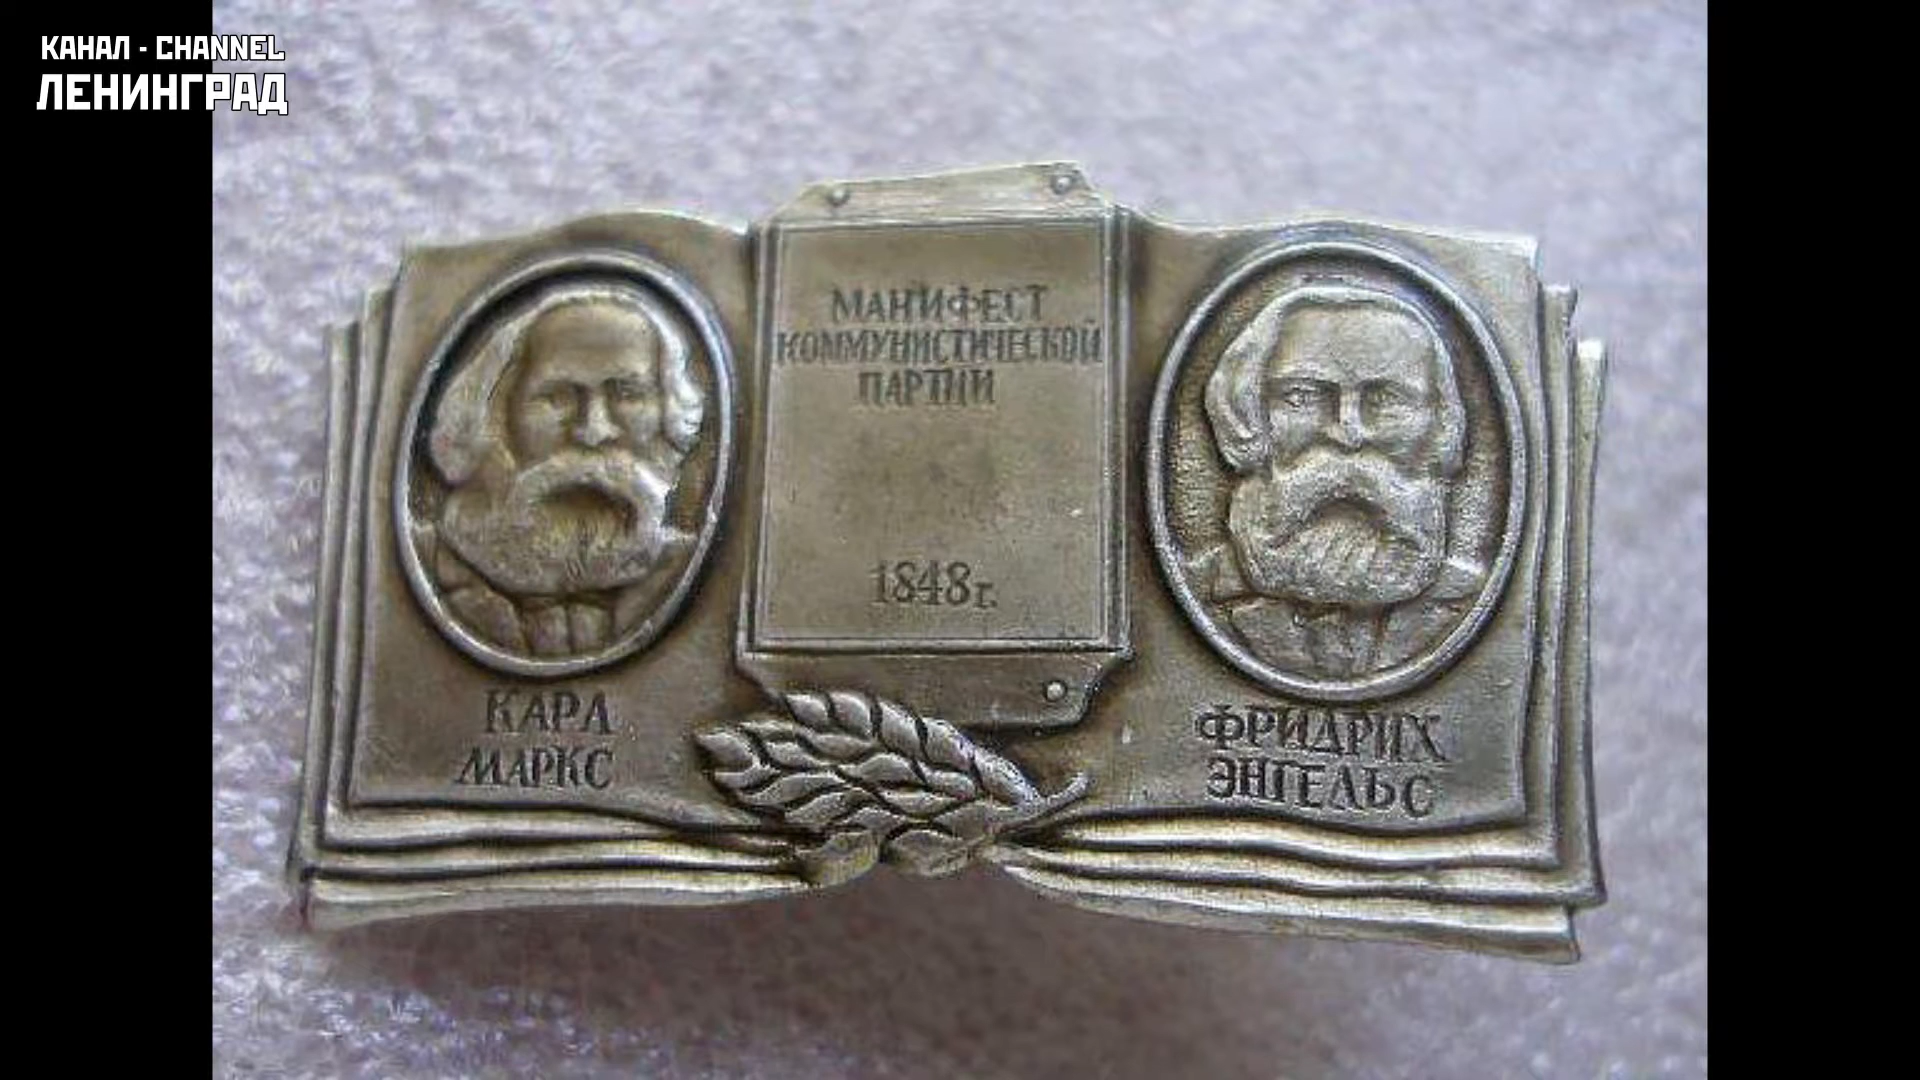 КАНАЛ - CHANNEL
ЛЕНИНГРАД
МАНИФЕСТ
КОММУНИСТИЧЕСКОЙ
ПАРТИИ
1848г.
КАРЛ
МАРКС
ФРИДРИХ
ЭНГЕЛЬС